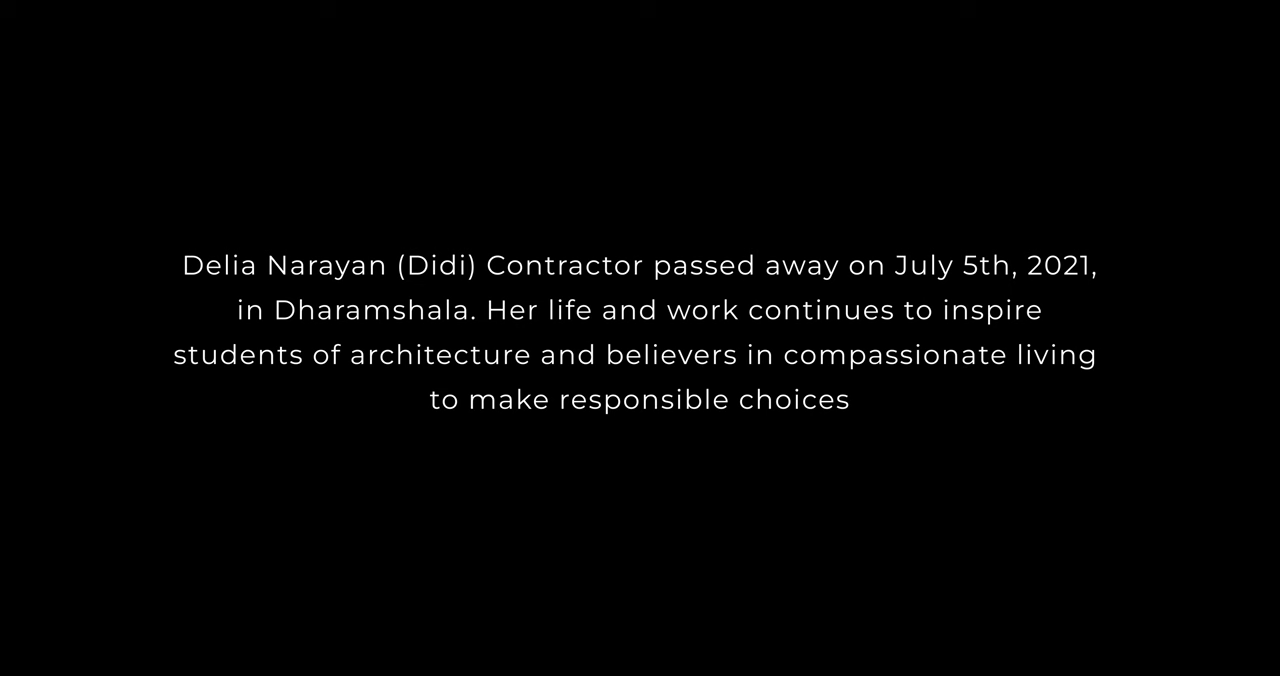 Delia Narayan (Didi) Contractor passed away on July 5th, 2021,
in Dharamshala. Her life and work continues to inspire
students of architecture and believers in compassionate living
to make responsible choices